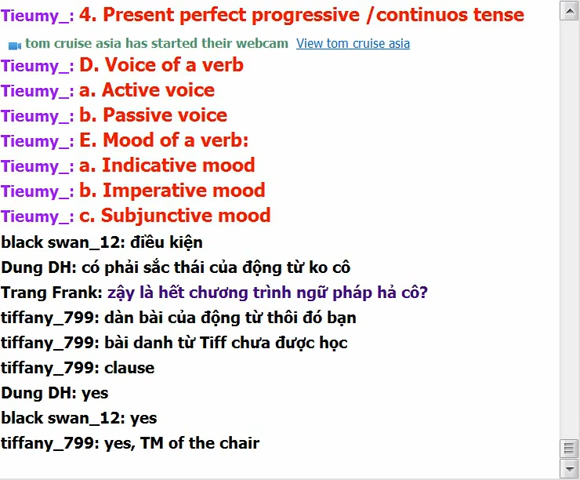 Tieumy_: 4. Present perfect progressive /continuos tense
tom cruise asia has started their webcam View tom cruise asia
Tieumy_: D. Voice of a verb
Tieumy_: a. Active voice
Tieumy_: b. Passive voice
Tieumy_: E. Mood of a verb:
Tieumy_: a. Indicative mood
Tieumy_: b. Imperative mood
Tieumy_: c. Subjunctive mood
black swan_12: điều kiện
Dung DH: có phải sắc thái của động từ ko cô
Trang Frank: zậy là hết chương trình ngữ pháp hả cô?
tiffany_799: dàn bài của động từ thôi đó bạn
tiffany_799: bài danh từ Tiff chưa được học
tiffany_799: clause
Dung DH: yes
black swan_12: yes
tiffany_799: yes, TM of the chair